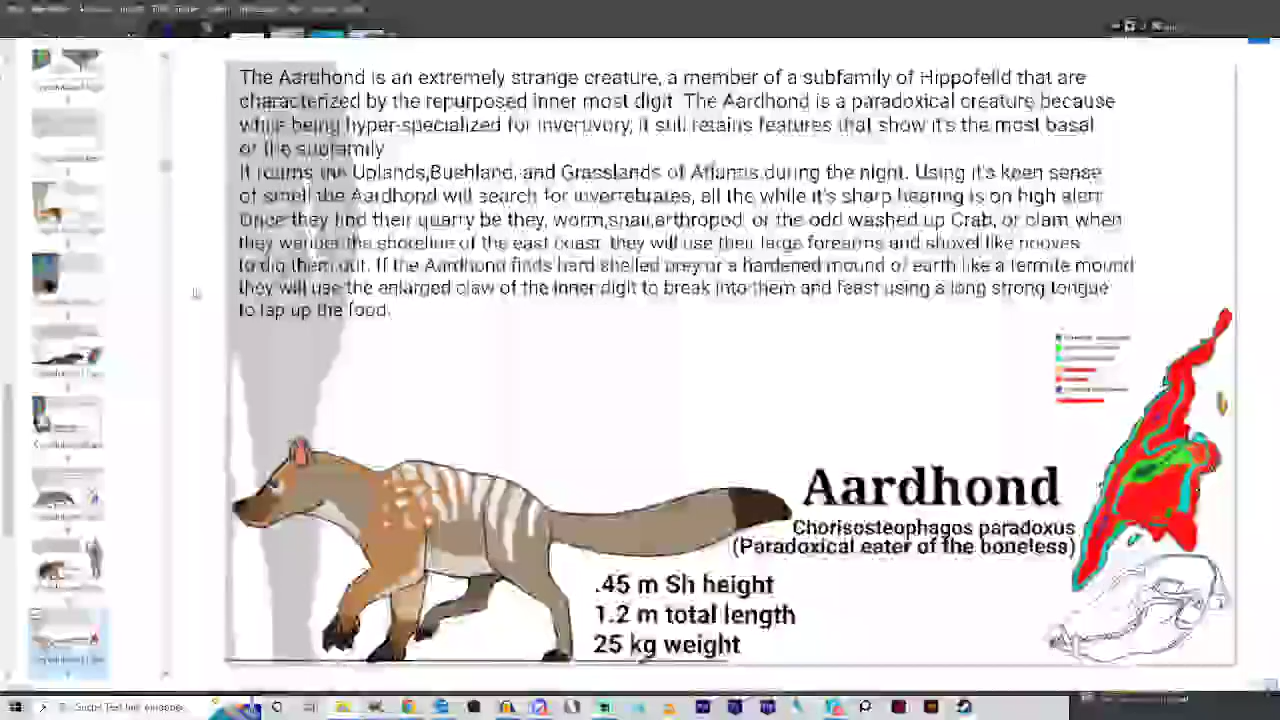 The Aardhond is an extremely strange creature, a member of a subfamily of Hippofelid that are
characterized by the repurposed inner most digit. The Aardhond is a paradoxical creature because
while being hyper-specialized for invertivory, it still retains features that show it's the most basal
of the subfamily
It roams the Uplands,Bushland, and Grasslands of Atlantis during the night. Using it's keen sense
of smell the Aardhond will search for invertebrates, all the while it's sharp hearing is on high alert
Once they find their quarry be they, worm,snail,arthropod, or the odd washed up Crab, or clam when
they wander the shoreline of the east coast, they will use their large forearms and shovel like hooves
to dig them out. If the Aardhond finds hard shelled prey or a hardened mound of earth like a termite mound
they will use the enlarged claw of the inner digit to break into them and feast using a long strong tongue
to lap up the food.
Aardhond
Chorisosteophagos paradoxus
(Paradoxical eater of the boneless)
.45 m Sh height
1.2 m total length
25 kg weight